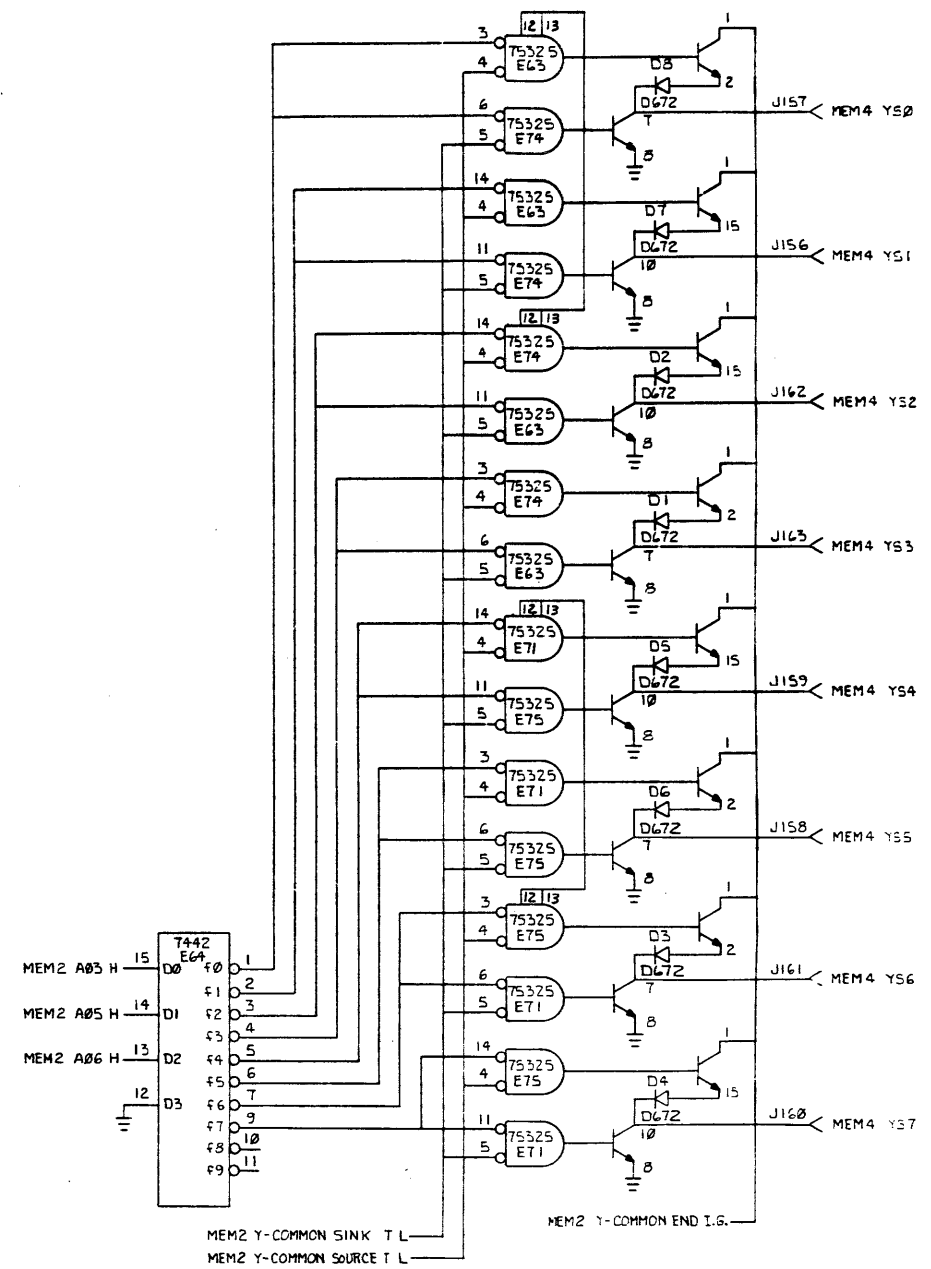 12 13
1
3
75325
E63
4
D8
2
D672
7
J157
MEM4 YSØ
6
75325
E74
5
8
1
14
75325
E63
4
D7
15
D672
10
J156
MEM4 YS1
11
75325
E74
5
8
12 13
1
14
75325
E74
4
D2
15
D672
10
J162
MEM4 YS2
11
75325
E63
5
8
1
3
75325
E74
4
D1
2
D672
7
J163
MEM4 YS3
6
75325
E63
5
8
12 13
1
14
75325
E71
4
D5
15
D672
10
J159
MEM4 YS4
11
75325
E75
5
8
1
3
75325
E71
4
D6
2
D672
7
J158
MEM4 YS5
6
75325
E75
5
8
12 13
1
3
75325
E75
4
D3
2
D672
7
J161
MEM4 YS6
6
75325
E71
5
8
1
14
75325
E75
4
D4
15
D672
10
J16Ø
MEM4 YS7
11
75325
E71
5
8
7442
E64
MEM2 AØ3 H 15 DØ fØ 1
f1 2
MEM2 AØ5 H 14 D1 f2 3
f3 4
MEM2 AØ6 H 13 D2 f4 5
f5 6
12 D3 f6 7
f7 9
f8 10
f9 11
MEM2 Y-COMMON END I.G.
MEM2 Y-COMMON SINK T L
MEM2 Y-COMMON SOURCE T L